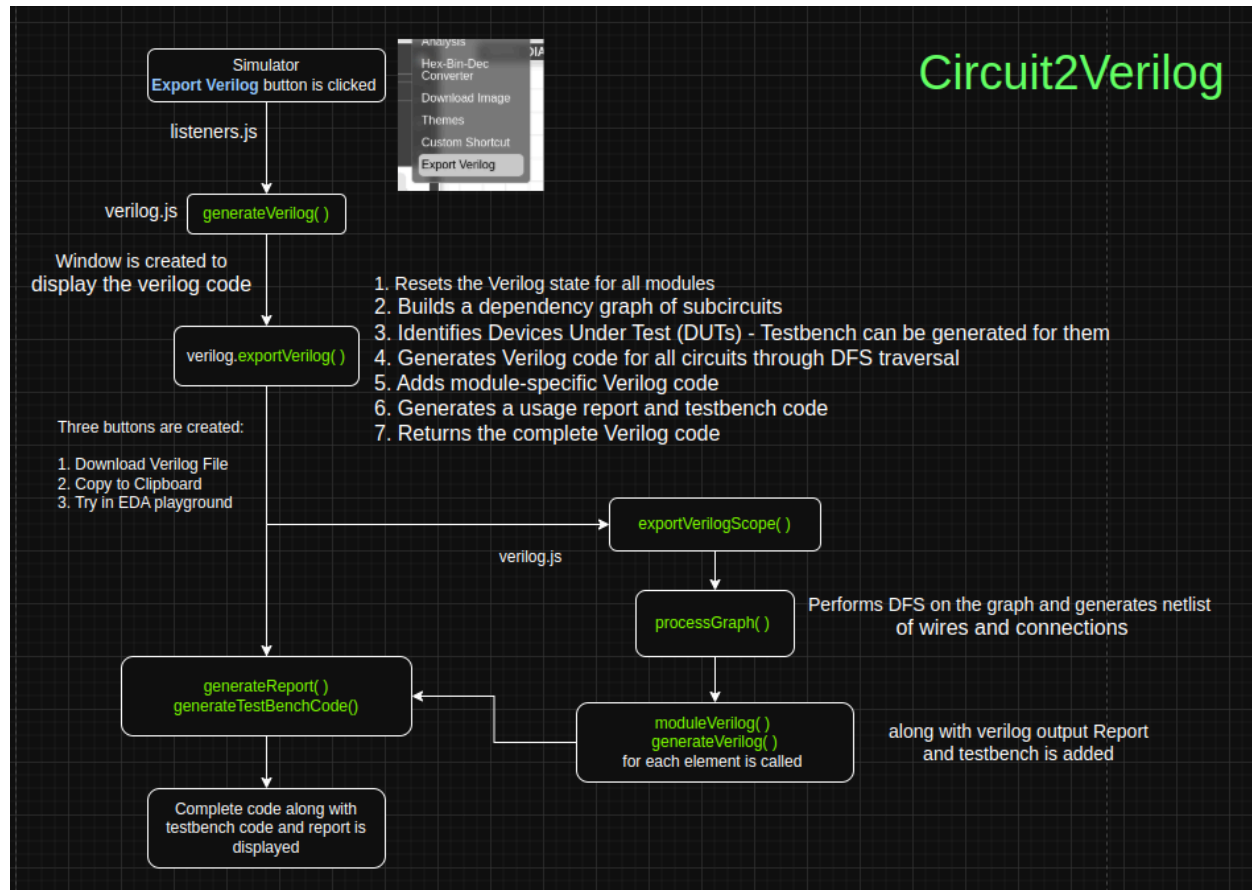 Circuit2Verilog
Simulator
Export Verilog button is clicked
Analysis
DIA
Hex-Bin-Dec
Converter
Download Image
Themes
Custom Shortcut
Export Verilog
listeners.js
verilog.js
generateVerilog( )
Window is created to
display the verilog code
verilog.exportVerilog( )
1. Resets the Verilog state for all modules
2. Builds a dependency graph of subcircuits
3. Identifies Devices Under Test (DUTs) - Testbench can be generated for them
4. Generates Verilog code for all circuits through DFS traversal
5. Adds module-specific Verilog code
6. Generates a usage report and testbench code
7. Returns the complete Verilog code
Three buttons are created:
1. Download Verilog File
2. Copy to Clipboard
3. Try in EDA playground
exportVerilogScope( )
verilog.js
processGraph( )
Performs DFS on the graph and generates netlist
of wires and connections
generateReport( )
generateTestBenchCode()
moduleVerilog( )
generateVerilog( )
for each element is called
along with verilog output Report
and testbench is added
Complete code along with
testbench code and report is
displayed